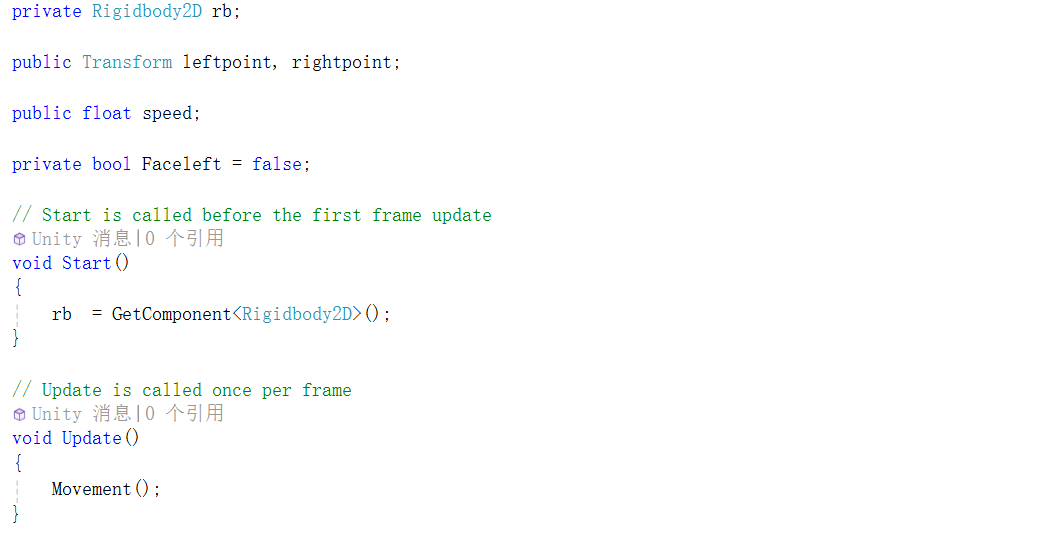 private Rigidbody2D rb;
public Transform leftpoint, rightpoint;
public float speed;
private bool Faceleft = false;
// Start is called before the first frame update
Unity 消息|0 个引用
void Start()
{
    rb  = GetComponent<Rigidbody2D>();
}
// Update is called once per frame
Unity 消息|0 个引用
void Update()
{
    Movement();
}